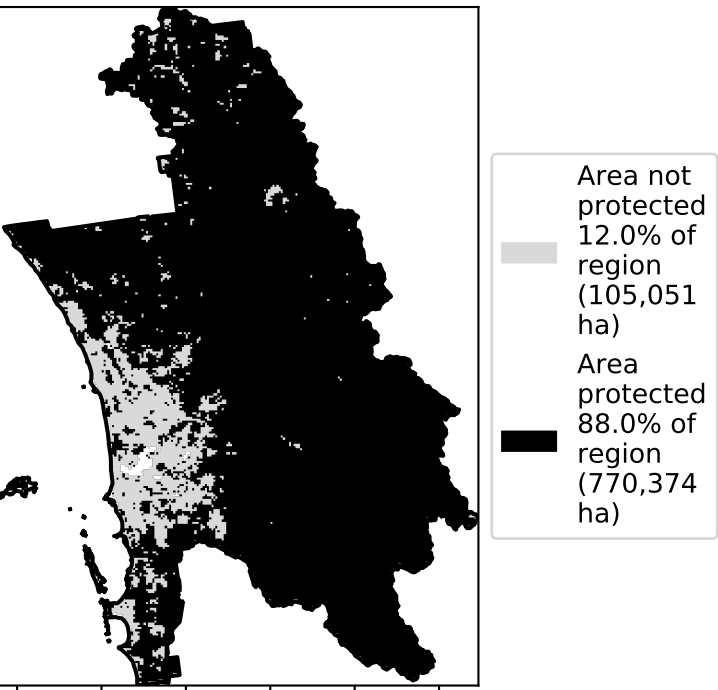 Area not
protected
12.0% of
region
(105,051
ha)
Area
protected
88.0% of
region
(770,374
ha)